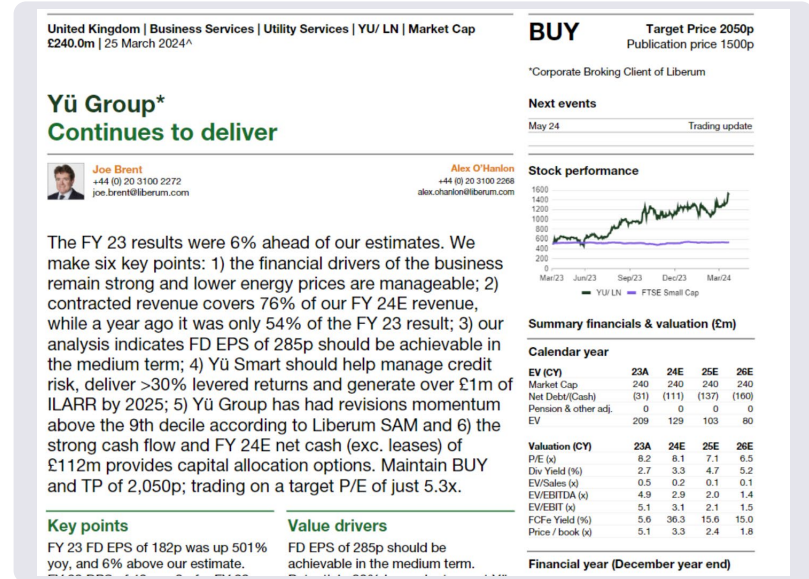 United Kingdom | Business Services | Utility Services | YU/ LN | Market Cap
£240.0m | 25 March 2024^
Yü Group*
Continues to deliver
Joe Brent
+44 (0) 20 3100 2272
joe.brent@liberum.com
Alex O'Hanlon
+44 (0) 20 3100 2268
alex.ohanlon@liberum.com
The FY 23 results were 6% ahead of our estimates. We
make six key points: 1) the financial drivers of the business
remain strong and lower energy prices are manageable; 2)
contracted revenue covers 76% of our FY 24E revenue,
while a year ago it was only 54% of the FY 23 result; 3) our
analysis indicates FD EPS of 285p should be achievable in
the medium term; 4) Yü Smart should help manage credit
risk, deliver >30% levered returns and generate over £1m of
ILARR by 2025; 5) Yü Group has had revisions momentum
above the 9th decile according to Liberum SAM and 6) the
strong cash flow and FY 24E net cash (exc. leases) of
£112m provides capital allocation options. Maintain BUY
and TP of 2,050p; trading on a target P/E of just 5.3x.
Key points
FY 23 FD EPS of 182p was up 501%
yoy, and 6% above our estimate.
Value drivers
FD EPS of 285p should be
achievable in the medium term.
BUY
Target Price 2050p
Publication price 1500p
*Corporate Broking Client of Liberum
Next events
May 24 Trading update
Stock performance
1600
1400
1200
1000
800
600
400
200
0
Mar/23 Jun/23 Sep/23 Dec/23 Mar/24
YU/ LN FTSE Small Cap
Summary financials & valuation (£m)
Calendar year
EV (CY) 23A 24E 25E 26E
Market Cap 240 240 240 240
Net Debt/(Cash) (31) (111) (137) (160)
Pension & other adj. 0 0 0 0
EV 209 129 103 80
Valuation (CY) 23A 24E 25E 26E
P/E (x) 8.2 8.1 7.1 6.5
Div Yield (%) 2.7 3.3 4.7 5.2
EV/Sales (x) 0.5 0.2 0.1 0.1
EV/EBITDA (x) 4.9 2.9 2.0 1.4
EV/EBIT (x) 5.1 3.1 2.1 1.5
FCFe Yield (%) 5.6 36.3 15.6 15.0
Price / book (x) 5.1 3.3 2.4 1.8
Financial year (December year end)